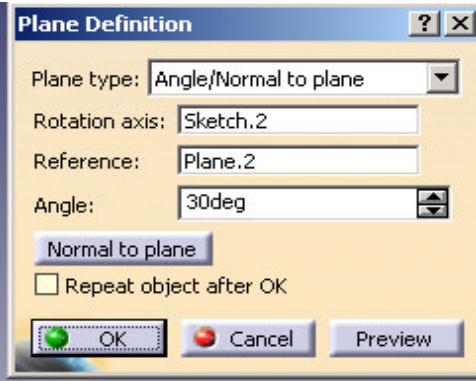 Plane Definition ? ×
Plane type: Angle/Normal to plane
Rotation axis: Sketch.2
Reference: Plane.2
Angle: 30deg
Normal to plane
Repeat object after OK
OK Cancel Preview